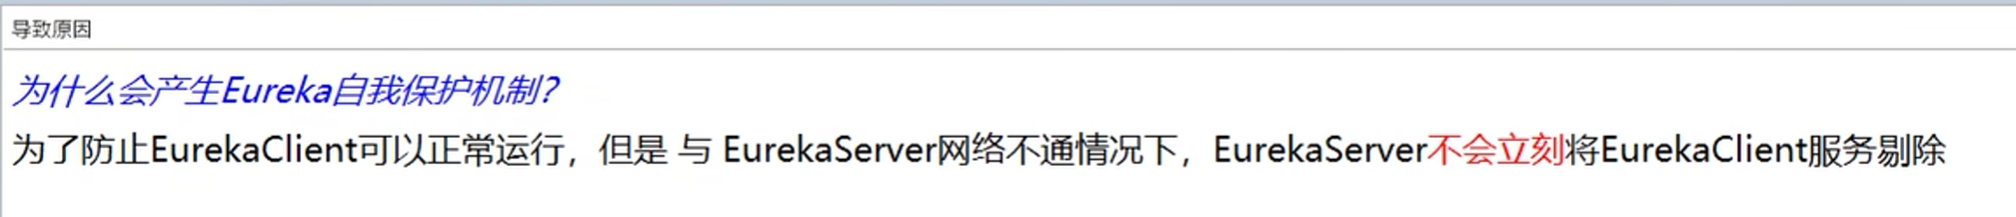 导致原因
为什么会产生Eureka自我保护机制?
为了防止EurekaClient可以正常运行，但是 与 EurekaServer网络不通情况下，EurekaServer不会立刻将EurekaClient服务剔除